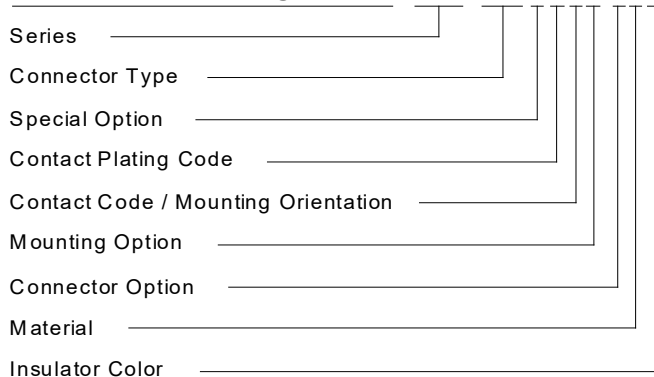 Series
Connector Type
Special Option
Contact Plating Code
Contact Code / Mounting Orientation
Mounting Option
Connector Option
Material
Insulator Color